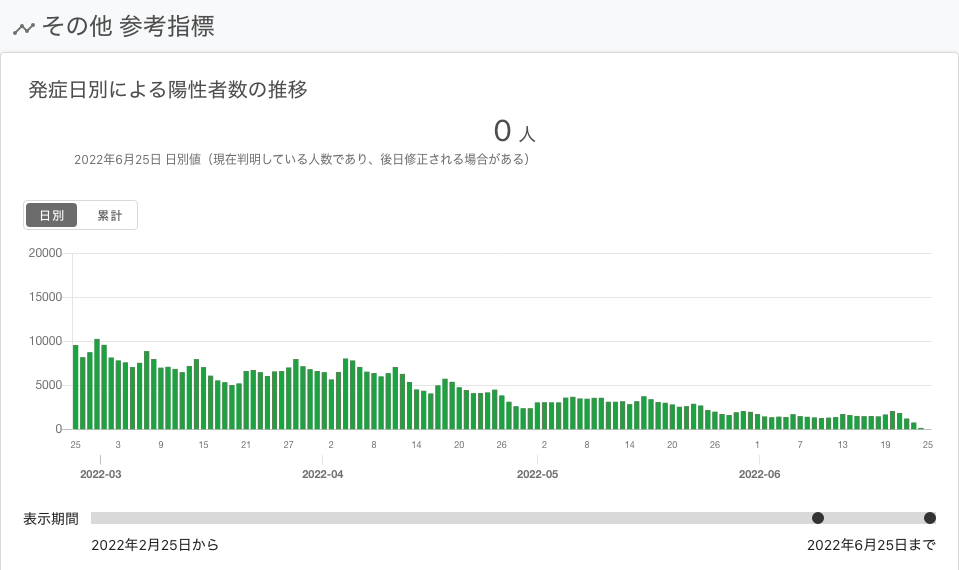 その他 参考指標
発症日別による陽性者数の推移
0 人
2022年6月25日 日別値（現在判明している人数であり、後日修正される場合がある）
日別 累計
20000
15000
10000
5000
0
25 3 9 15 21 27 2 8 14 20 26 2 8 14 20 26 1 7 13 19 25
2022-03 2022-04 2022-05 2022-06
表示期間
2022年2月25日から 2022年6月25日まで